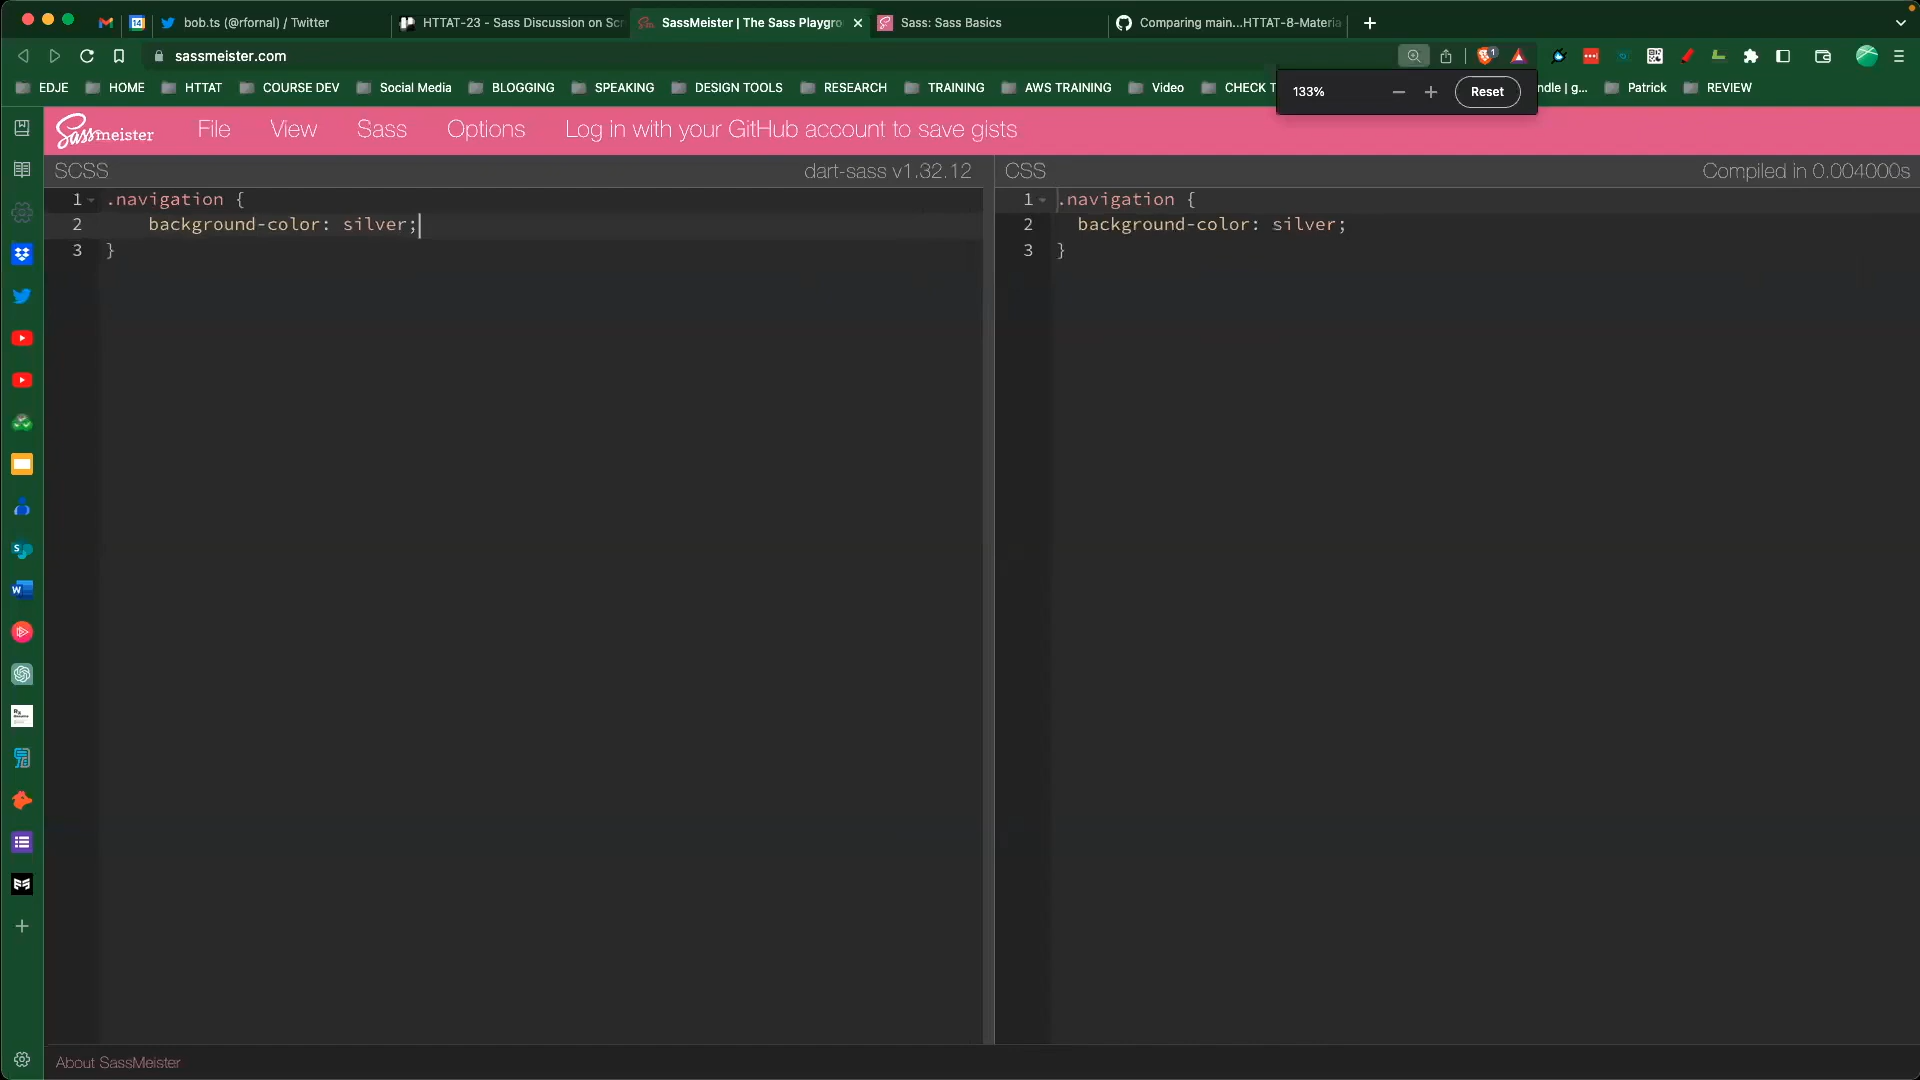 bob.ts (@rfornal) / Twitter
HTTAT-23 - Sass Discussion on Scr
SassMeister | The Sass Playgro
Sass: Sass Basics
Comparing main...HTTAT-8-Materia
14
sassmeister.com
1
EDJE
HOME
HTTAT
COURSE DEV
Social Media
BLOGGING
SPEAKING
DESIGN TOOLS
RESEARCH
TRAINING
AWS TRAINING
Video
CHECK T
ndle | g...
Patrick
REVIEW
133%
Reset
Sassmeister
File
View
Sass
Options
Log in with your GitHub account to save gists
SCSS
dart-sass v1.32.12
CSS
Compiled in 0.004000s
1 .navigation {
2 background-color: silver;
3 }
1 .navigation {
2 background-color: silver;
3 }
About SassMeister